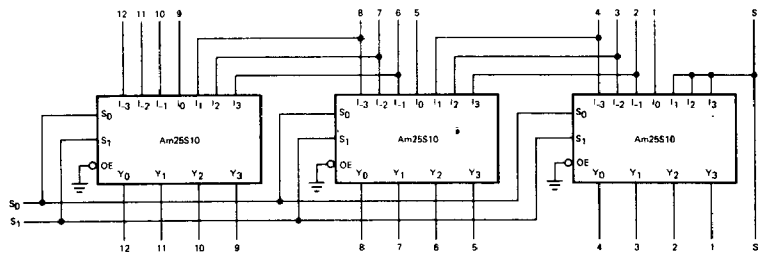 12 11 10 9 8 7 6 5 4 3 2 1 S
I-3 I-2 I-1 I0 I1 I2 I3 I-3 I-2 I-1 I0 I1 I2 I3 I-3 I-2 I-1 I0 I1 I2 I3
S0 S0 S0
Am25S10 Am25S10 Am25S10
S1 S1 S1
OE OE OE
Y0 Y1 Y2 Y3 Y0 Y1 Y2 Y3 Y0 Y1 Y2 Y3
S0
S1
12 11 10 9 8 7 6 5 4 3 2 1 S